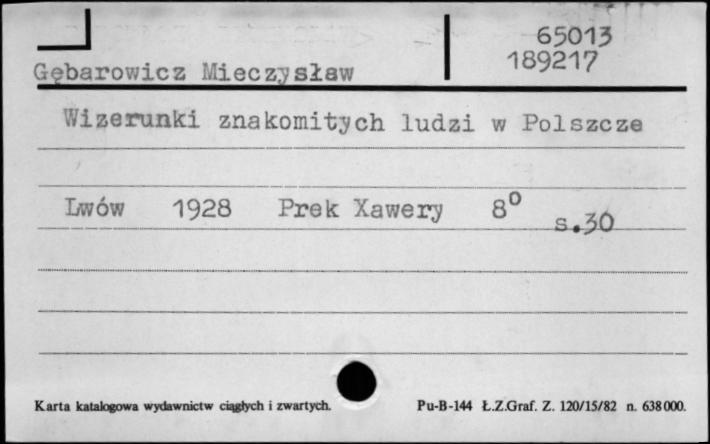 65013
189217
Gębarowicz Mieczysław
Wizerunki znakomitych ludzi w Polszcze
Lwów 1928 Prek Xawery 8⁰ s.30
Karta katalogowa wydawnictw ciągłych i zwartych. Pu-B-144 Ł.Z.Graf. Z. 120/15/82 n. 638000.